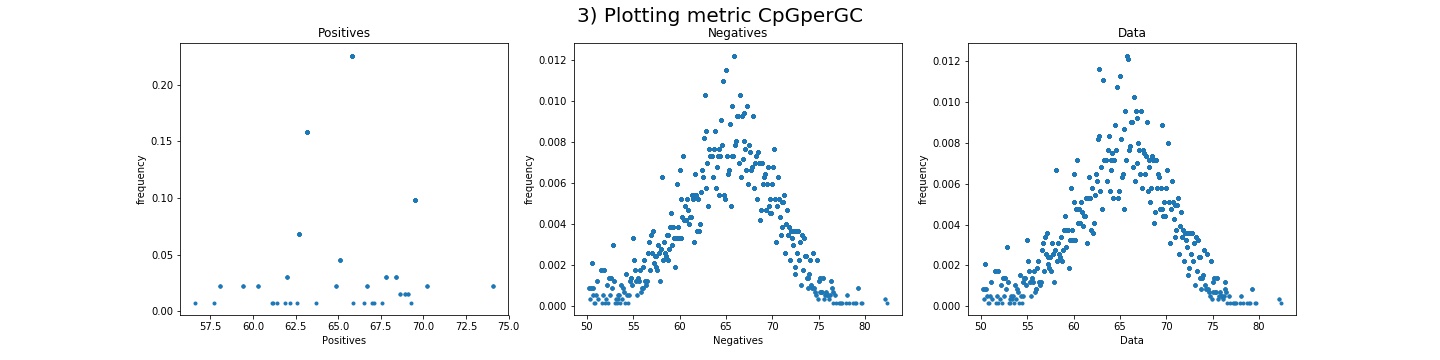 3) Plotting metric CpGperGC
Positives
Negatives
Data
frequency
0.20
0.15
0.10
0.05
0.00
57.5 60.0 62.5 65.0 67.5 70.0 72.5 75.0
Positives
frequency
0.012
0.010
0.008
0.006
0.004
0.002
0.000
50 55 60 65 70 75 80
Negatives
frequency
0.012
0.010
0.008
0.006
0.004
0.002
0.000
50 55 60 65 70 75 80
Data